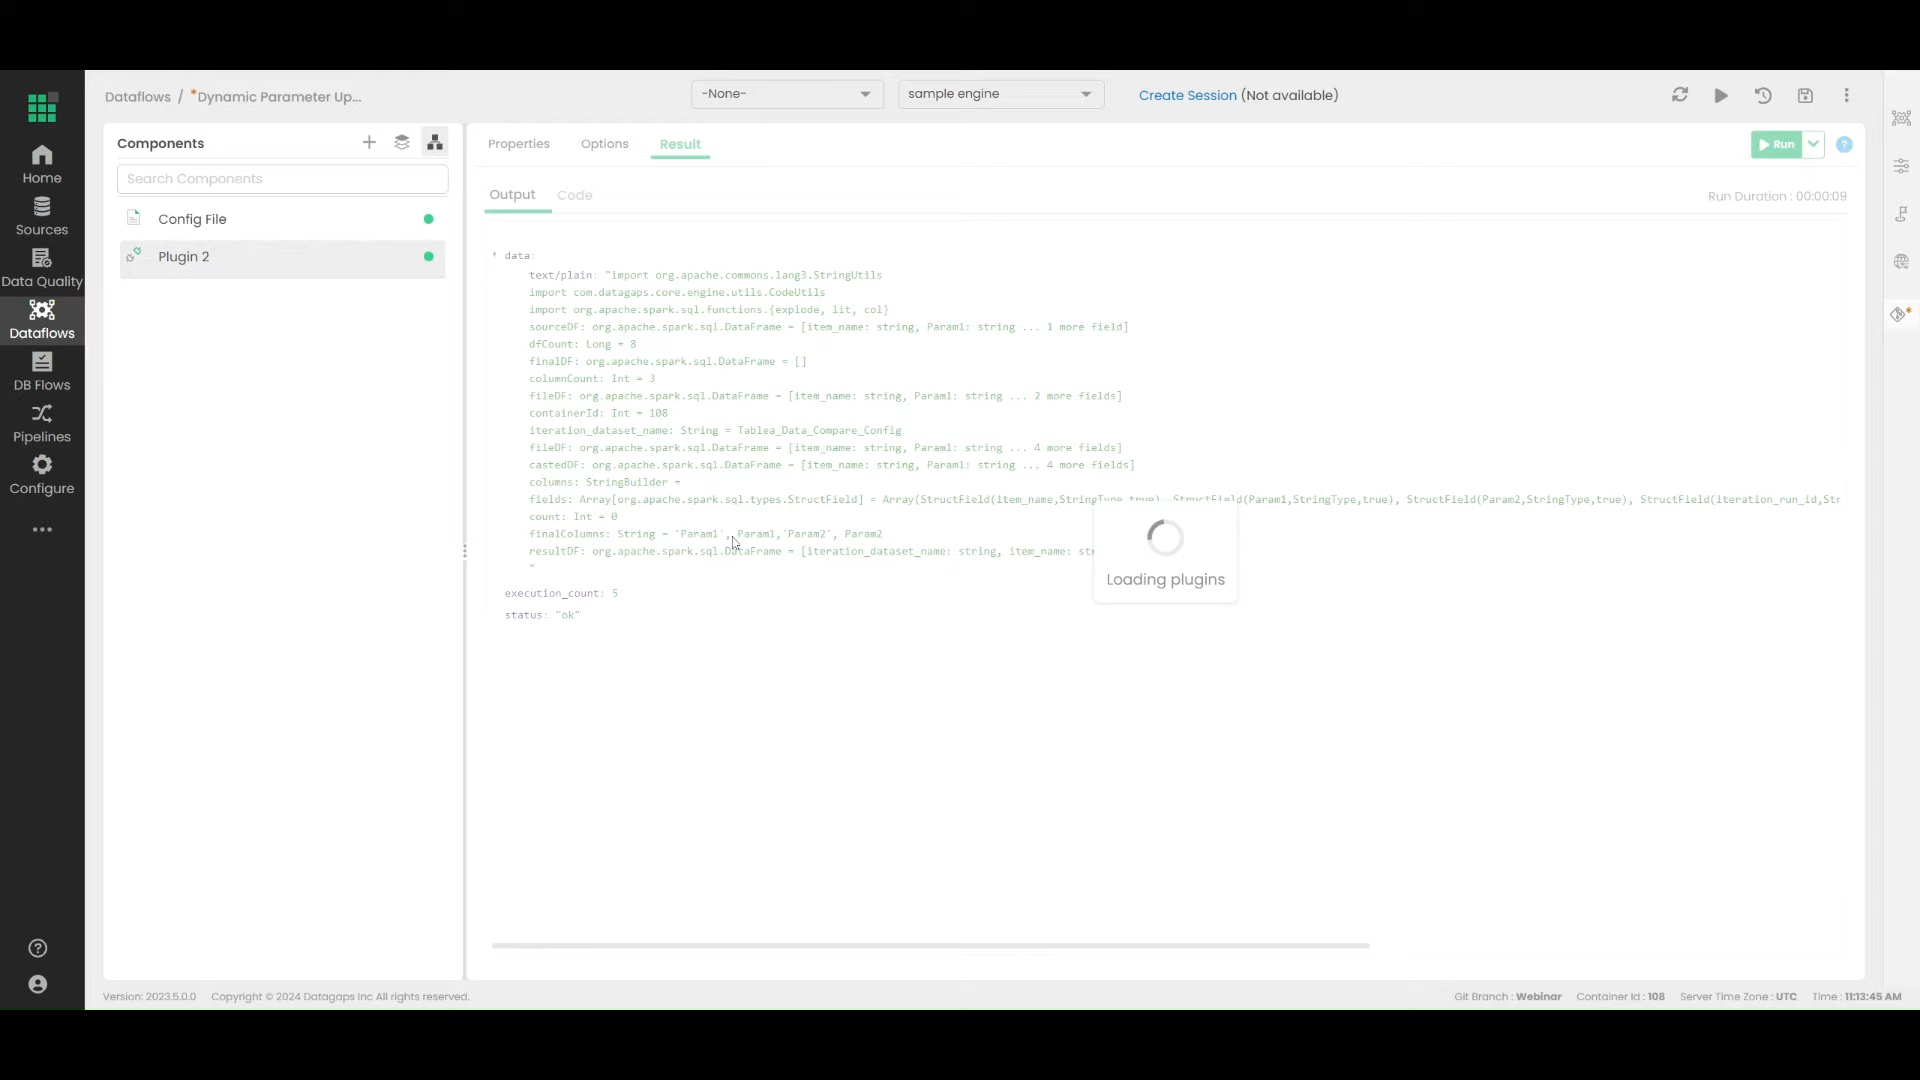 Home
Sources
Data Quality
Dataflows
DB Flows
Pipelines
Configure
Dataflows / *Dynamic Parameter Up...
-None-
sample engine
Create Session (Not available)
Components
Search Components
Config File
Plugin 2
Properties
Options
Result
Run
Output
Code
Run Duration : 00:00:09
data:
text/plain: "import org.apache.commons.lang3.StringUtils
import com.datagaps.core.engine.utils.CodeUtils
import org.apache.spark.sql.functions.{explode, lit, col}
sourceDF: org.apache.spark.sql.DataFrame = [item_name: string, Param1: string ... 1 more field]
dfCount: Long = 8
finalDF: org.apache.spark.sql.DataFrame = []
columnCount: Int = 3
fileDF: org.apache.spark.sql.DataFrame = [item_name: string, Param1: string ... 2 more fields]
containerId: Int = 108
iteration_dataset_name: String = Tablea_Data_Compare_Config
fileDF: org.apache.spark.sql.DataFrame = [item_name: string, Param1: string ... 4 more fields]
castedDF: org.apache.spark.sql.DataFrame = [item_name: string, Param1: string ... 4 more fields]
columns: StringBuilder =
fields: Array[org.apache.spark.sql.types.StructField] = Array(StructField(item_name,StringType,true), StructField(Param1,StringType,true), StructField(Param2,StringType,true), StructField(iteration_run_id,Str
count: Int = 0
finalColumns: String = `Param1`, Param1,`Param2`, Param2
resultDF: org.apache.spark.sql.DataFrame = [iteration_dataset_name: string, item_name: str
"
execution_count: 5
status: "ok"
Loading plugins
Version: 2023.5.0.0
Copyright © 2024 Datagaps Inc All rights reserved.
Git Branch : Webinar
Container Id : 108
Server Time Zone : UTC
Time : 11:13:45 AM